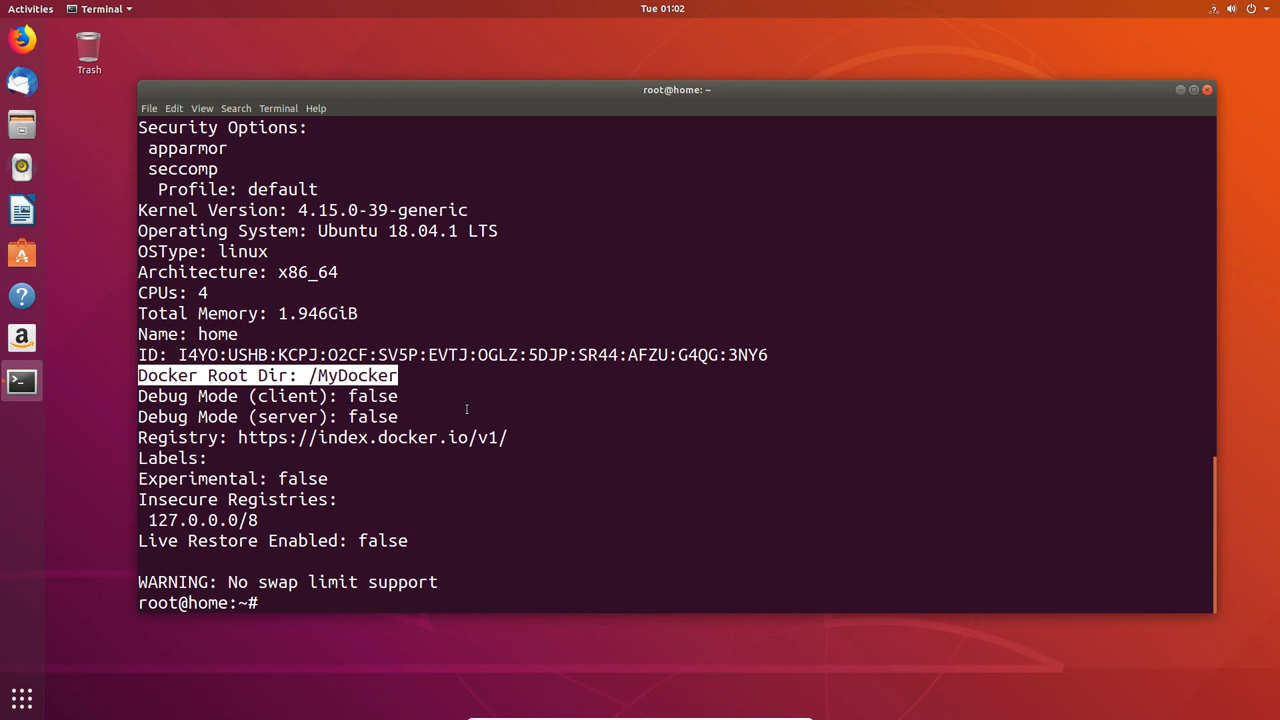 Activities
Terminal
Tue 01:02
Trash
root@home: ~
File Edit View Search Terminal Help
Security Options:
apparmor
seccomp
Profile: default
Kernel Version: 4.15.0-39-generic
Operating System: Ubuntu 18.04.1 LTS
OSType: linux
Architecture: x86_64
CPUs: 4
Total Memory: 1.946GiB
Name: home
ID: I4YO:USHB:KCPJ:O2CF:SV5P:EVTJ:OGLZ:5DJP:SR44:AFZU:G4QG:3NY6
Docker Root Dir: /MyDocker
Debug Mode (client): false
Debug Mode (server): false
Registry: https://index.docker.io/v1/
Labels:
Experimental: false
Insecure Registries:
127.0.0.0/8
Live Restore Enabled: false
WARNING: No swap limit support
root@home:~#